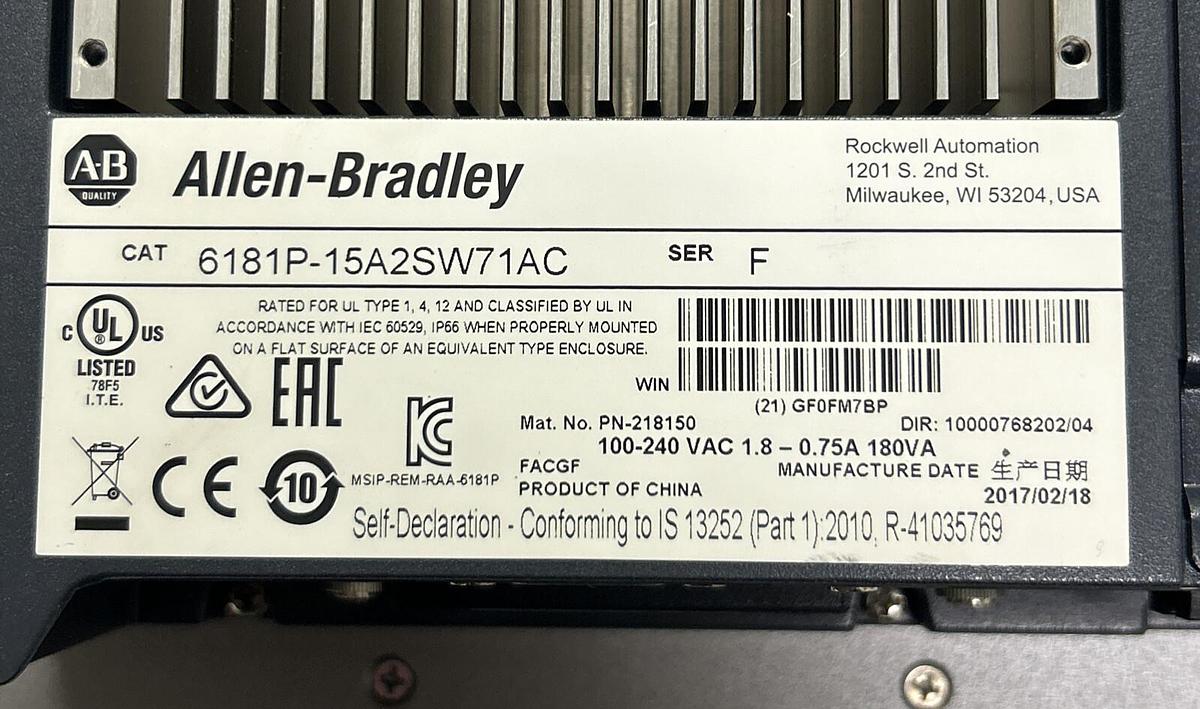 A-B
QUALITY
Allen-Bradley
Rockwell Automation
1201 S. 2nd St.
Milwaukee, WI 53204, USA
CAT 6181P-15A2SW71AC SER F
C UL US
®
LISTED
78F5
I.T.E.
RATED FOR UL TYPE 1, 4, 12 AND CLASSIFIED BY UL IN
ACCORDANCE WITH IEC 60529, IP66 WHEN PROPERLY MOUNTED
ON A FLAT SURFACE OF AN EQUIVALENT TYPE ENCLOSURE.
EAC
WIN
(21) GF0FM7BP
Mat. No. PN-218150 DIR: 10000768202/04
100-240 VAC 1.8 – 0.75A 180VA
FACGF MANUFACTURE DATE 生产日期
PRODUCT OF CHINA 2017/02/18
KC
MSIP-REM-RAA-6181P
CE
10
Self-Declaration - Conforming to IS 13252 (Part 1):2010, R-41035769